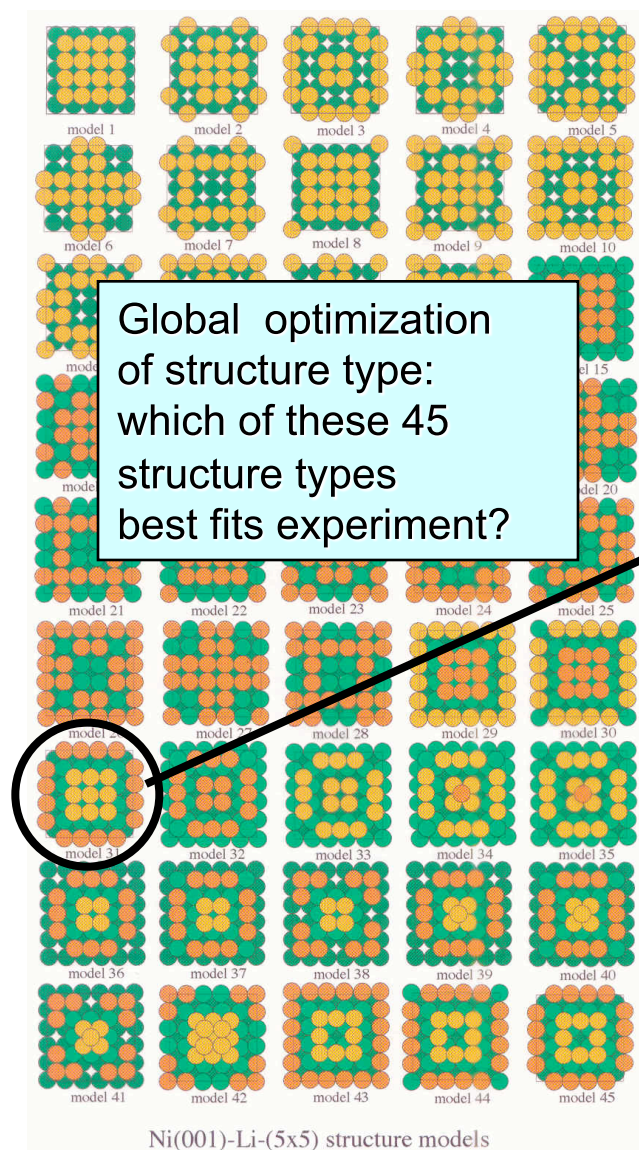 model 1 model 2 model 3 model 4 model 5
model 6 model 7 model 8 model 9 model 10
Global optimization
of structure type:
which of these 45
structure types
best fits experiment?
model 21 model 22 model 23 model 24 model 25
model 27 model 28 model 29 model 30
model 31 model 32 model 33 model 34 model 35
model 36 model 37 model 38 model 39 model 40
model 41 model 42 model 43 model 44 model 45
Ni(001)-Li-(5x5) structure models